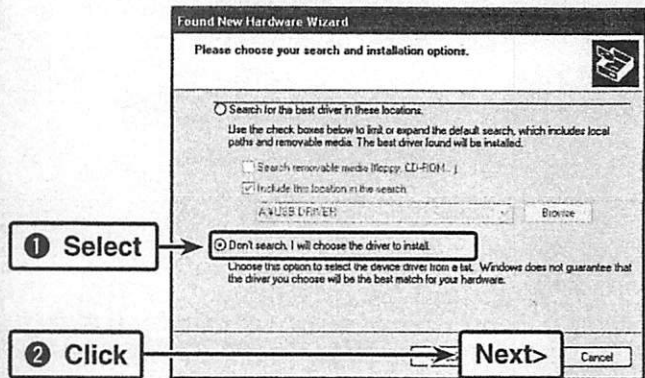 Found New Hardware Wizard
Please choose your search and installation options.
Search for the best driver in these locations.
Use the check boxes below to limit or expand the default search, which includes local
paths and removable media. The best driver found will be installed.
Search removable media (floppy, CD-ROM...)
Include this location in the search:
A:\USB DRIVER
Browse
❶ Select
Don't search. I will choose the driver to install.
Choose this option to select the device driver from a list. Windows does not guarantee that
the driver you choose will be the best match for your hardware.
❷ Click
Next>
Cancel